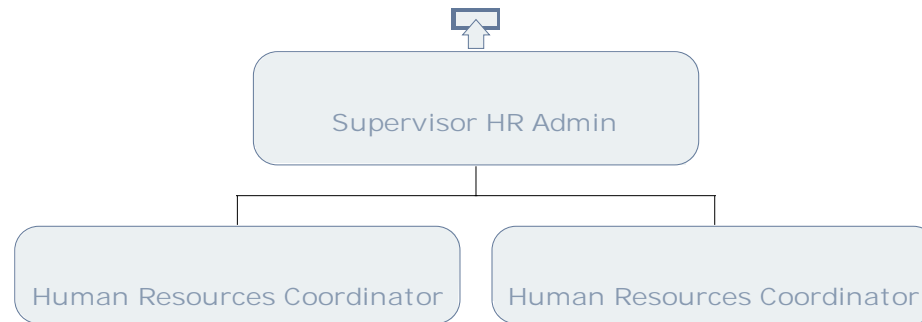 Supervisor HR Admin
Human Resources Coordinator
Human Resources Coordinator